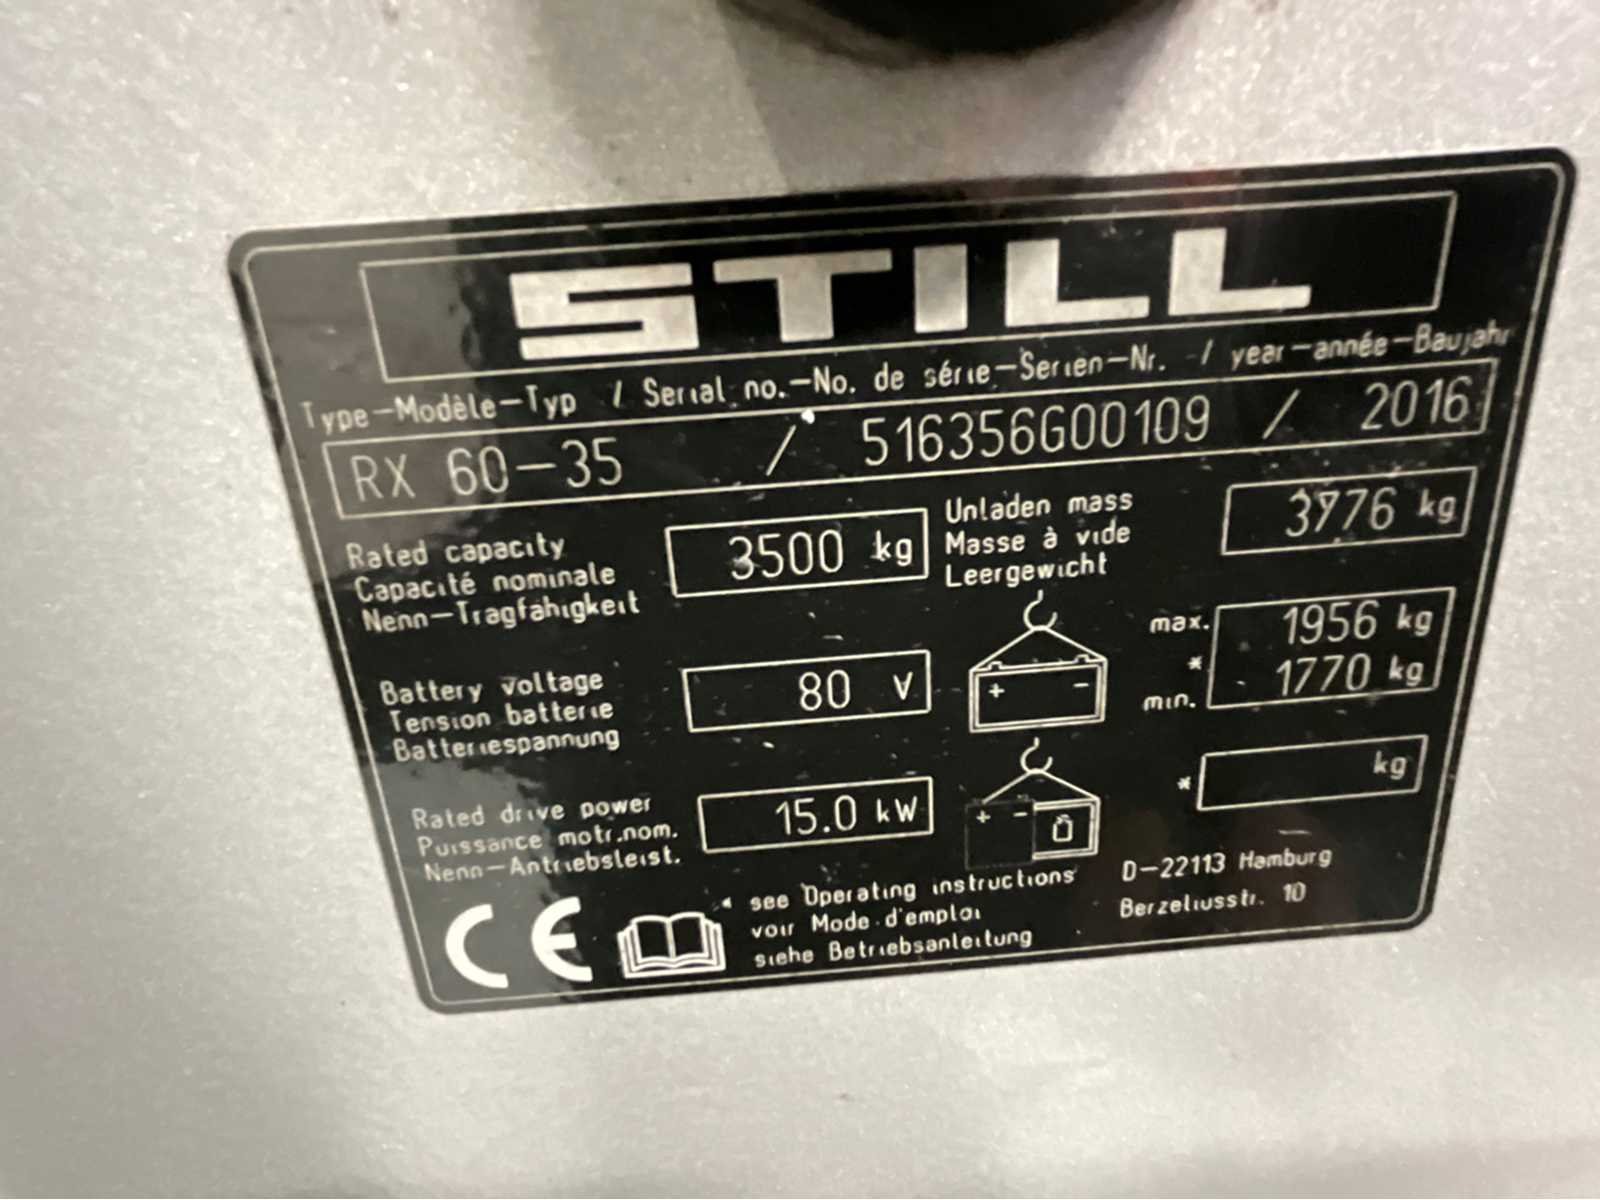 STILL
Type-Modèle-Typ / Serial no.-No. de série-Serien-Nr. / year-année-Baujahr
RX 60-35 / 516356G00109 / 2016
Rated capacity
Capacité nominale
Nenn-Tragfähigkeit
3500 kg
Unladen mass
Masse à vide
Leergewicht
kg
Battery voltage
Tension batterie
Batteriespannung
80 V
+ -
max. 1956 kg
*
min. 1770 kg
Rated drive power
Puissance motr.nom.
Nenn-Antriebsleist.
15.0 kW
+ -
* kg
CE
see Operating instructions
voir Mode d'emploi
siehe Betriebsanleitung
D-22113 Hamburg
Berzeliusstr. 10